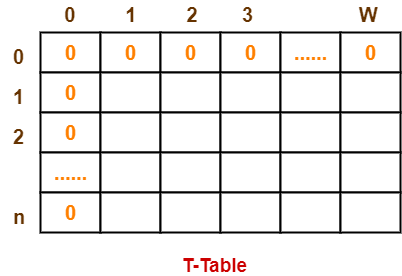 0 1 2 3 W
0 0 0 0 0 ...... 0
1 0
2 0
......
n 0
T-Table